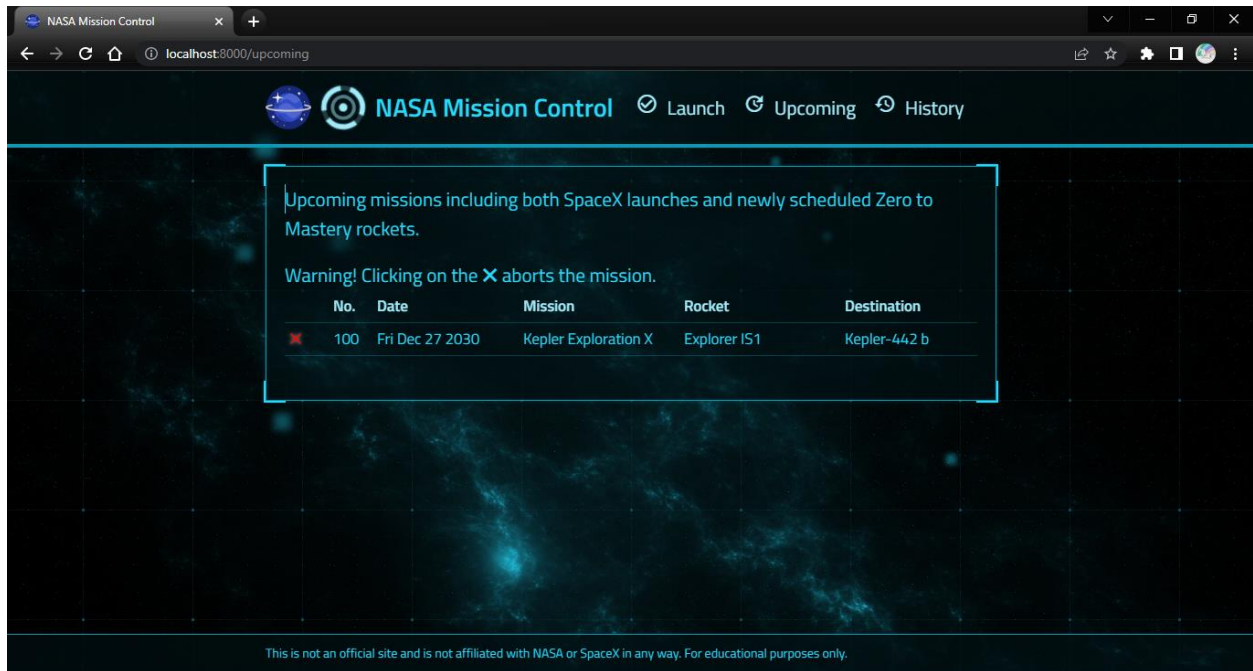 NASA Mission Control
localhost:8000/upcoming
NASA Mission Control Launch Upcoming History
Upcoming missions including both SpaceX launches and newly scheduled Zero to
Mastery rockets.
Warning! Clicking on the ✕ aborts the mission.
No. Date Mission Rocket Destination
100 Fri Dec 27 2030 Kepler Exploration X Explorer IS1 Kepler-442 b
This is not an official site and is not affiliated with NASA or SpaceX in any way. For educational purposes only.